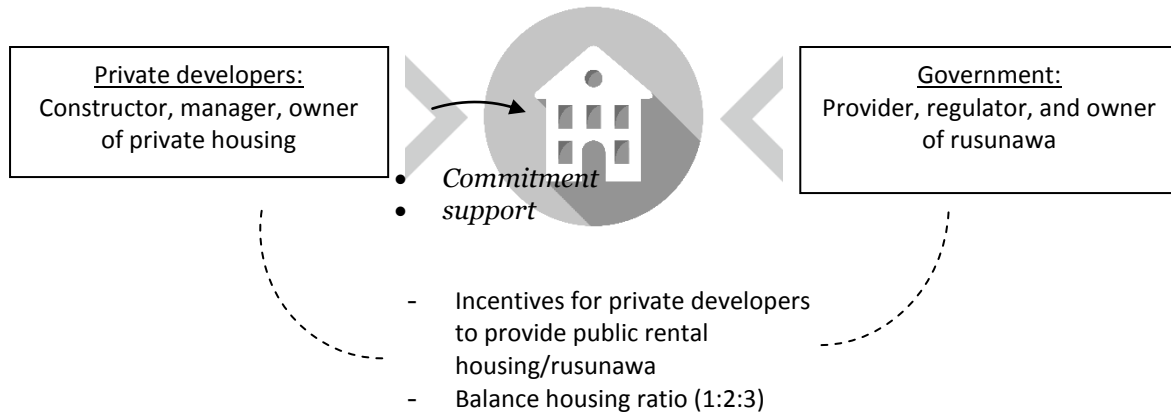 Private developers:
Constructor, manager, owner
of private housing
Government:
Provider, regulator, and owner
of rusunawa
• Commitment
• support
- Incentives for private developers
to provide public rental
housing/rusunawa
- Balance housing ratio (1:2:3)